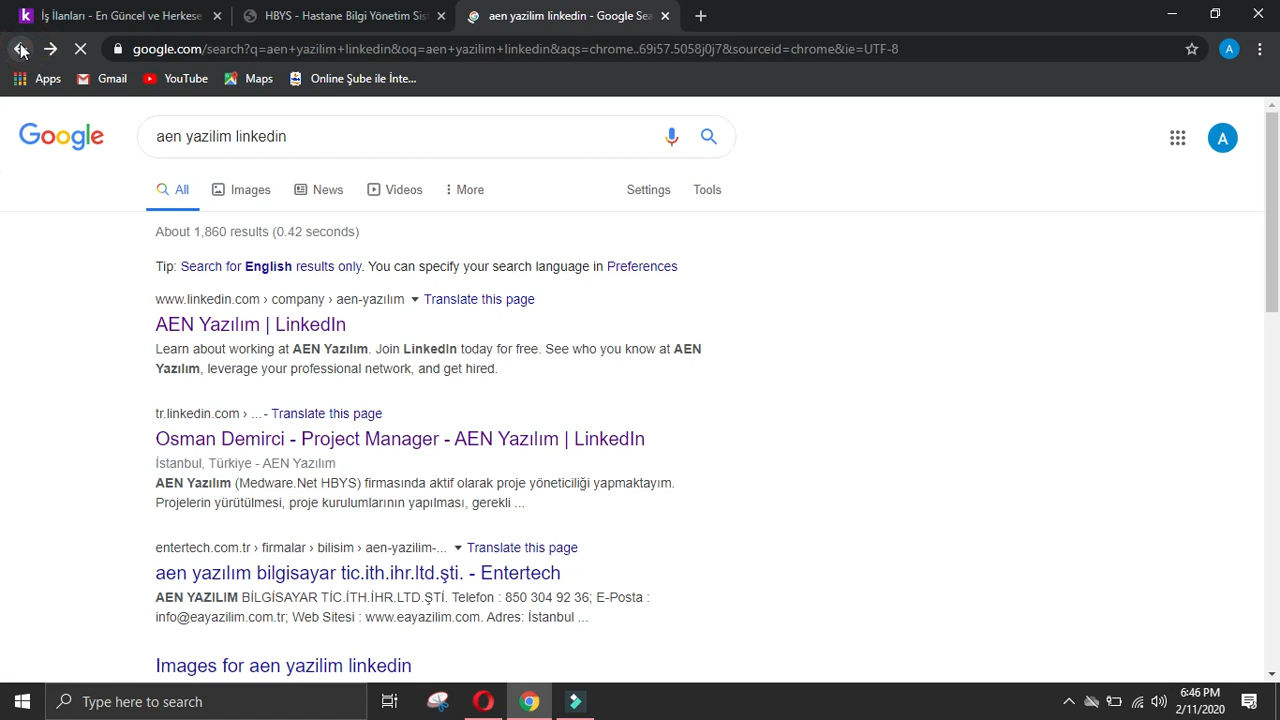 İş İlanları - En Güncel ve Herkese
HBYS - Hastane Bilgi Yönetim Sist
aen yazilim linkedin - Google Sea
google.com/search?q=aen+yazilim+linkedin&oq=aen+yazilim+linkedin&aqs=chrome..69i57.5058j0j7&sourceid=chrome&ie=UTF-8
A
Apps
Gmail
YouTube
Maps
Online Şube ile İnte...
Google
aen yazilim linkedin
A
All
Images
News
Videos
More
Settings
Tools
About 1,860 results (0.42 seconds)
Tip: Search for English results only. You can specify your search language in Preferences
www.linkedin.com › company › aen-yazılım Translate this page
AEN Yazılım | LinkedIn
Learn about working at AEN Yazılım. Join LinkedIn today for free. See who you know at AEN
Yazılım, leverage your professional network, and get hired.
tr.linkedin.com › ... - Translate this page
Osman Demirci - Project Manager - AEN Yazılım | LinkedIn
İstanbul, Türkiye - AEN Yazılım
AEN Yazılım (Medware.Net HBYS) firmasında aktif olarak proje yöneticiliği yapmaktayım.
Projelerin yürütülmesi, proje kurulumlarının yapılması, gerekli ...
entertech.com.tr › firmalar › bilisim › aen-yazilim-... Translate this page
aen yazılım bilgisayar tic.ith.ihr.ltd.şti. - Entertech
AEN YAZILIM BİLGİSAYAR TİC.İTH.İHR.LTD.ŞTİ. Telefon : 850 304 92 36; E-Posta :
info@eayazilim.com.tr; Web Sitesi : www.eayazilim.com. Adres: İstanbul ...
Images for aen yazilim linkedin
Type here to search
6:46 PM
2/11/2020